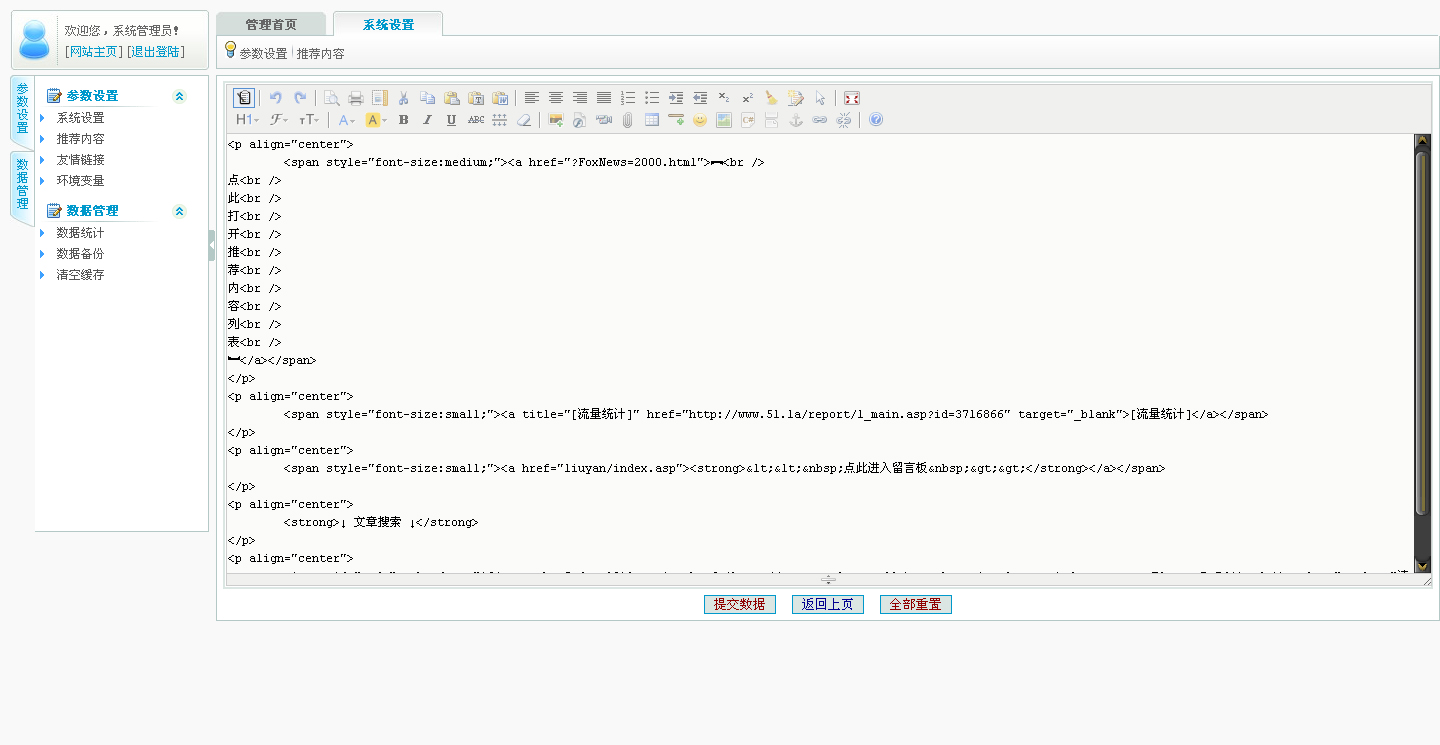 欢迎您，系统管理员！
[网站主页] [退出登陆]
管理首页
系统设置
参数设置 | 推荐内容
参数设置
数据管理
参数设置
系统设置
推荐内容
友情链接
环境变量
数据管理
数据统计
数据备份
清空缓存
<p align="center">
<span style="font-size:medium;"><a href="?FoxNews=2000.html">︻<br />
点<br />
此<br />
打<br />
开<br />
推<br />
荐<br />
内<br />
容<br />
列<br />
表<br />
︼</a></span>
</p>
<p align="center">
<span style="font-size:small;"><a title="[流量统计]" href="http://www.51.la/report/1_main.asp?id=3716866" target="_blank">[流量统计]</a></span>
</p>
<p align="center">
<span style="font-size:small;"><a href="liuyan/index.asp"><strong>&lt;&lt;&nbsp;点此进入留言板&nbsp;&gt;&gt;</strong></a></span>
</p>
<p align="center">
<strong>↓ 文章搜索 ↓</strong>
</p>
<p align="center">
提交数据 返回上页 全部重置